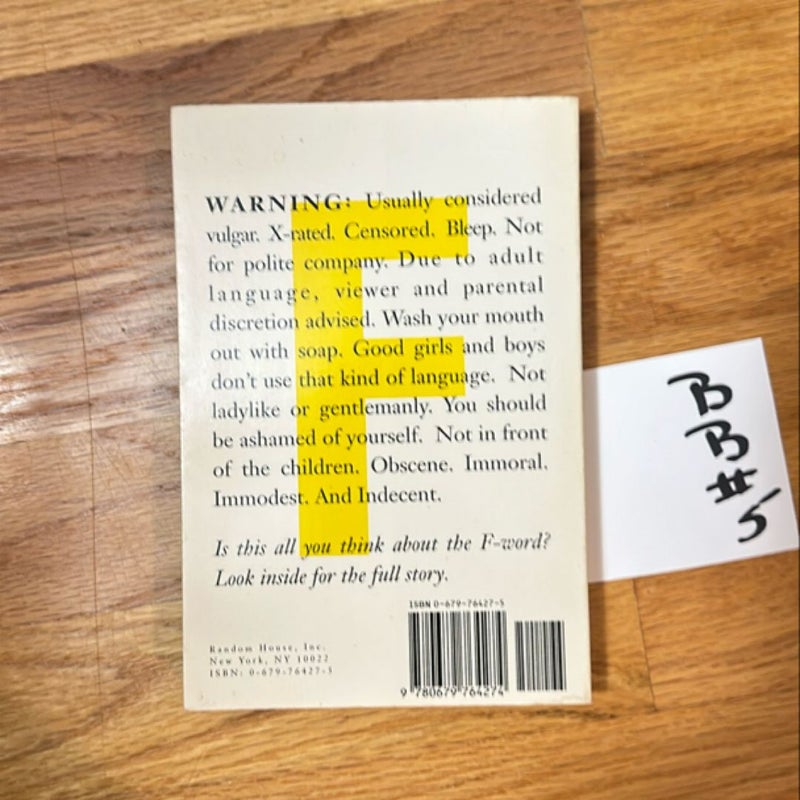 WARNING: Usually considered
vulgar. X-rated. Censored. Bleep. Not
for polite company. Due to adult
language, viewer and parental
discretion advised. Wash your mouth
out with soap. Good girls and boys
don't use that kind of language. Not
ladylike or gentlemanly. You should
be ashamed of yourself. Not in front
of the children. Obscene. Immoral.
Immodest. And Indecent.
Is this all you think about the F-word?
Look inside for the full story.
ISBN 0-679-76427-5
Random House, Inc.
New York, NY 10022
ISBN: 0-679-76427-5
9 780679 764274
F
B
B
#
5